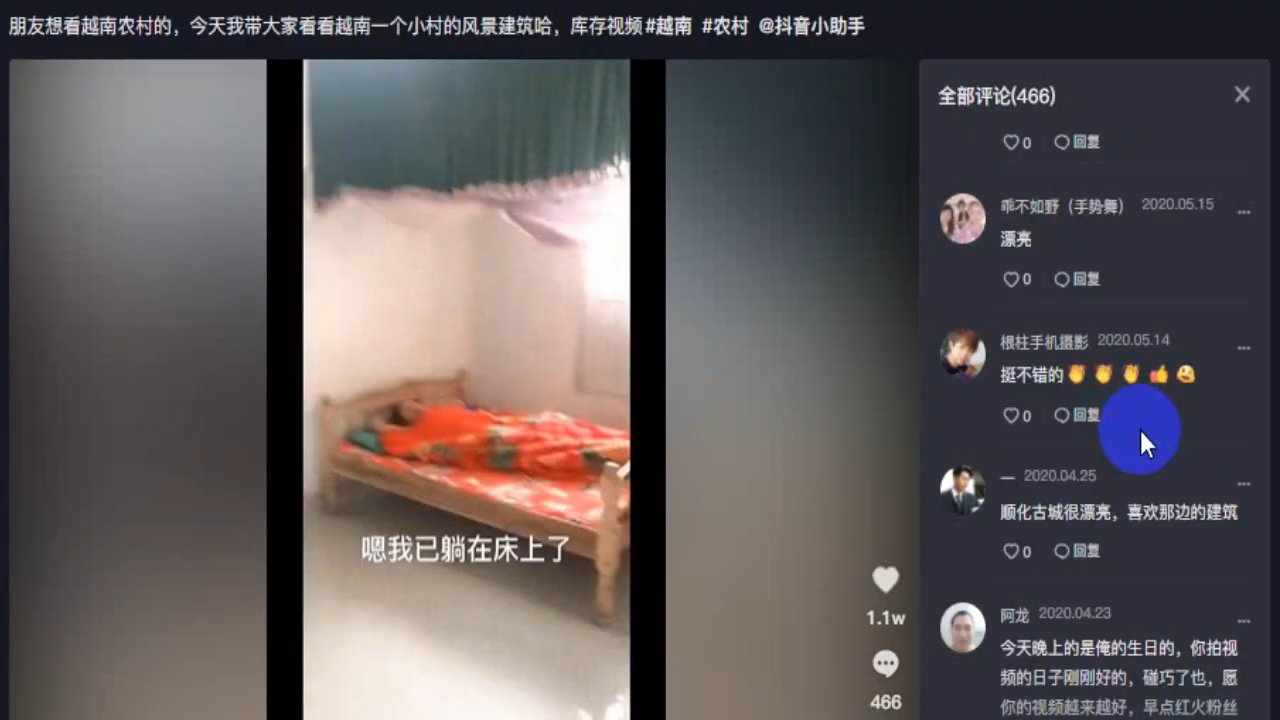 朋友想看越南农村的，今天我带大家看看越南一个小村的风景建筑哈，库存视频#越南 #农村 @抖音小助手
嗯我已躺在床上了
1.1w
466
全部评论(466)
0 回复
乖不如野（手势舞） 2020.05.15
漂亮
0 回复
根柱手机摄影 2020.05.14
挺不错的👏👏👏👍😜
0 回复
一 2020.04.25
顺化古城很漂亮，喜欢那边的建筑
0 回复
阿龙 2020.04.23
今天晚上的是俺的生日的，你拍视
频的日子刚刚好的，碰巧了也，愿
你的视频越来越好，早点红火粉丝